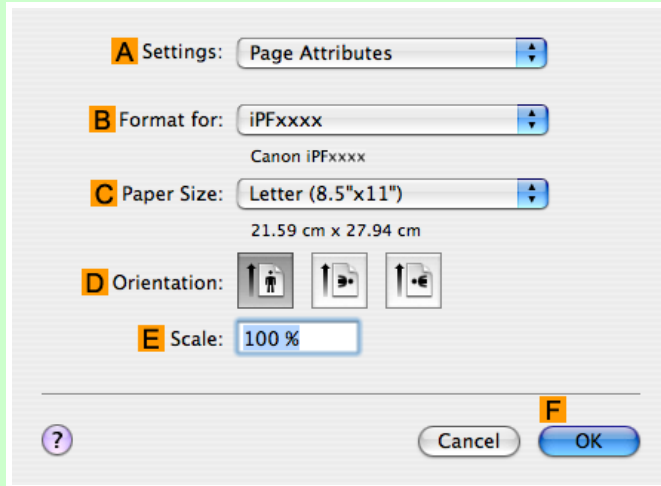 A Settings: Page Attributes
B Format for: iPFxxxx
Canon iPFxxxx
C Paper Size: Letter (8.5"x11")
21.59 cm x 27.94 cm
D Orientation:
E Scale: 100 %
F
? Cancel OK